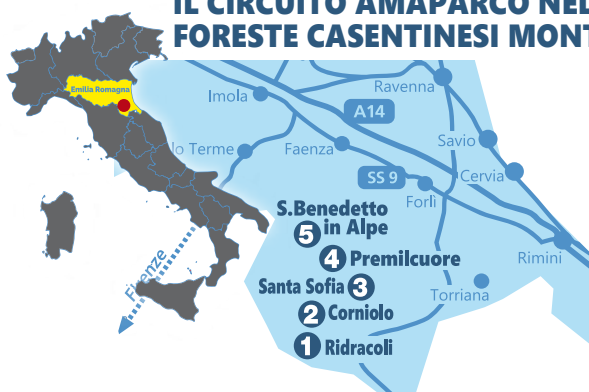 IL CIRCUITO AMAPARCO NEL
FORESTE CASENTINESI MONT
Emilia Romagna
Ravenna
Imola
A14
Savio
lo Terme
Faenza
SS 9
Cervia
Forlì
S.Benedetto
in Alpe
5
4 Premilcuore
Rimini
Santa Sofia 3
Torriana
Firenze
2 Corniolo
1 Ridracoli